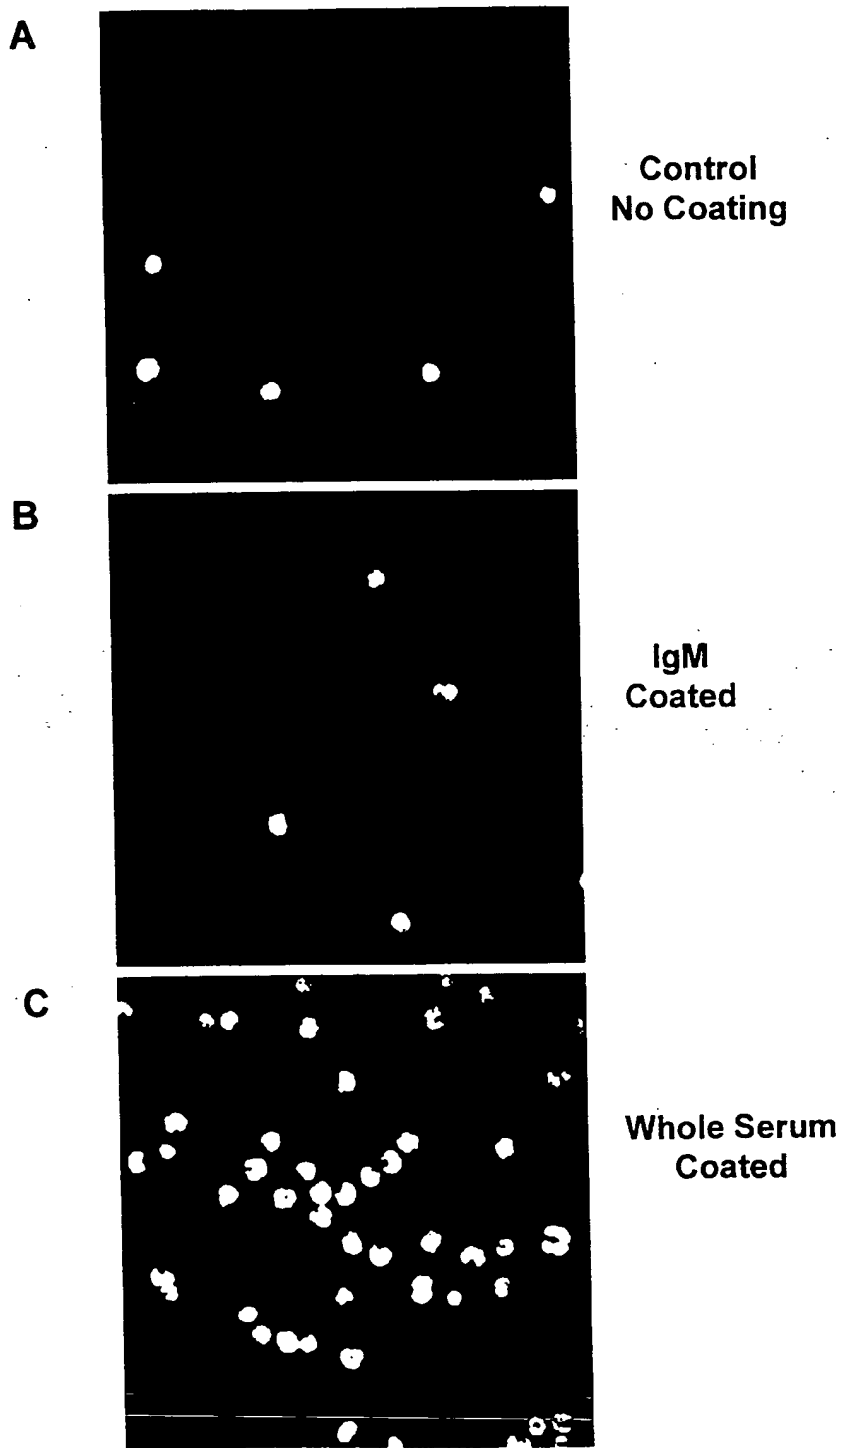 A
Control
No Coating
B
IgM
Coated
C
Whole Serum
Coated